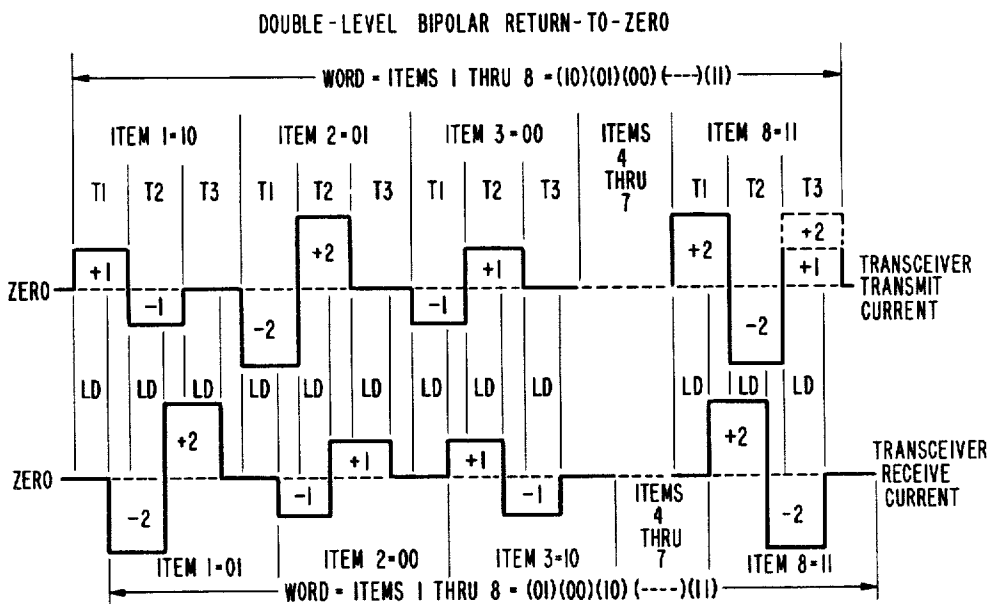 DOUBLE-LEVEL BIPOLAR RETURN-TO-ZERO
WORD = ITEMS 1 THRU 8 = (10)(01)(00)(----)(11)
ITEM 1=10
ITEM 2=01
ITEM 3=00
ITEMS
4
THRU
7
ITEM 8=11
T1 T2 T3 T1 T2 T3 T1 T2 T3 T1 T2 T3
ZERO
+1
-1
-2
+2
-1
+1
+2
-2
+2
+1
TRANSCEIVER
TRANSMIT
CURRENT
LD LD LD LD LD LD LD LD LD LD LD LD
ZERO
-2
+2
-1
+1
+1
-1
+2
-2
TRANSCEIVER
RECEIVE
CURRENT
ITEM 1=01
ITEM 2=00
ITEM 3=10
ITEMS
4
THRU
7
ITEM 8=11
WORD = ITEMS 1 THRU 8 = (01)(00)(10)(----)(11)